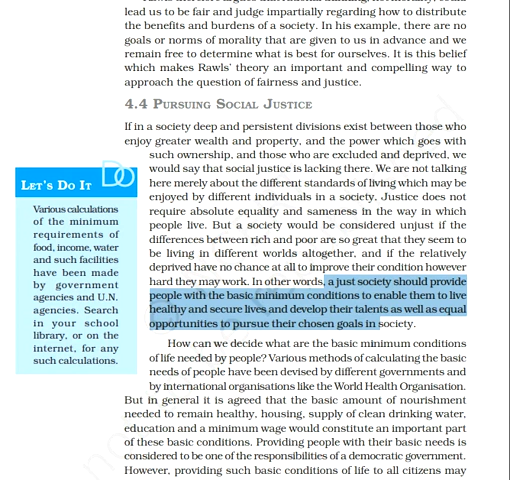 lead us to be fair and judge impartially regarding how to distribute
the benefits and burdens of a society. In his example, there are no
goals or norms of morality that are given to us in advance and we
remain free to determine what is best for ourselves. It is this belief
which makes Rawls' theory an important and compelling way to
approach the question of fairness and justice.
4.4 PURSUING SOCIAL JUSTICE
If in a society deep and persistent divisions exist between those who
enjoy greater wealth and property, and the power which goes with
such ownership, and those who are excluded and deprived, we
would say that social justice is lacking there. We are not talking
here merely about the different standards of living which may be
enjoyed by different individuals in a society. Justice does not
require absolute equality and sameness in the way in which
people live. But a society would be considered unjust if the
differences between rich and poor are so great that they seem to
be living in different worlds altogether, and if the relatively
deprived have no chance at all to improve their condition however
hard they may work. In other words, a just society should provide
people with the basic minimum conditions to enable them to live
healthy and secure lives and develop their talents as well as equal
opportunities to pursue their chosen goals in society.
How can we decide what are the basic minimum conditions
of life needed by people? Various methods of calculating the basic
needs of people have been devised by different governments and
by international organisations like the World Health Organisation.
But in general it is agreed that the basic amount of nourishment
needed to remain healthy, housing, supply of clean drinking water,
education and a minimum wage would constitute an important part
of these basic conditions. Providing people with their basic needs is
considered to be one of the responsibilities of a democratic government.
However, providing such basic conditions of life to all citizens may
LET'S DO IT Do
Various calculations
of the minimum
requirements of
food, income, water
and such facilities
have been made
by government
agencies and U.N.
agencies. Search
in your school
library, or on the
internet, for any
such calculations.